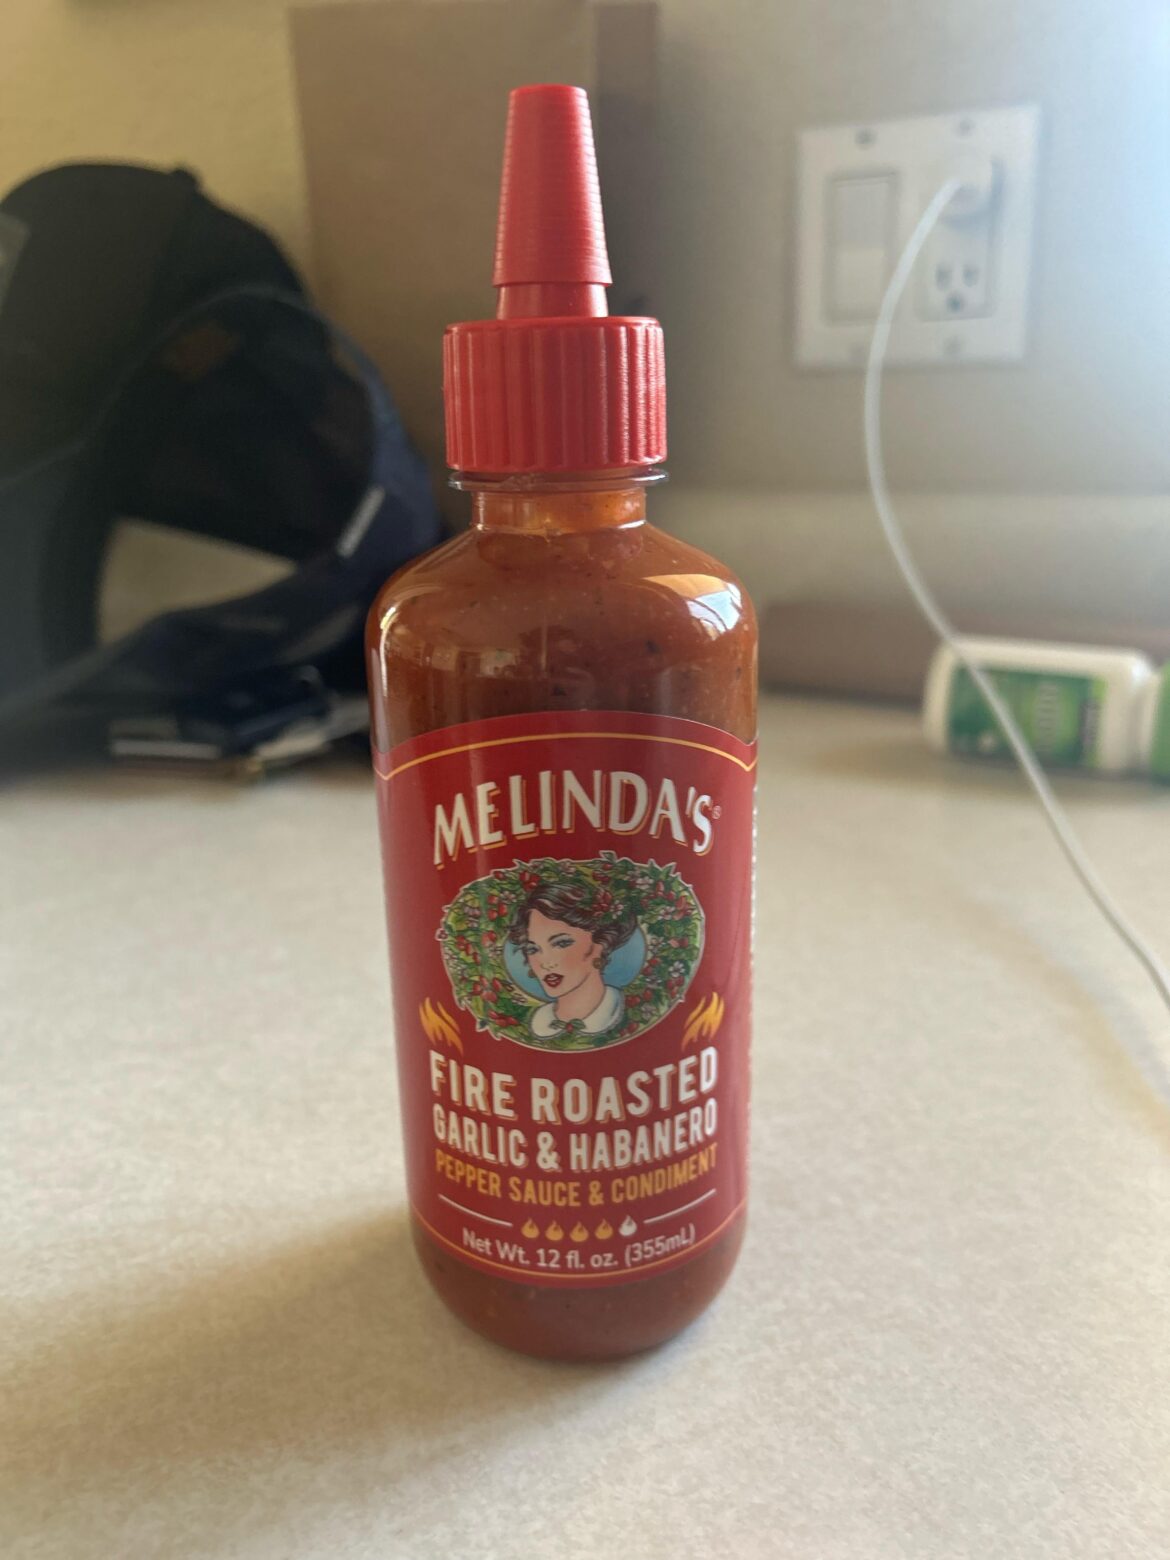 MELINDA'S®
FIRE ROASTED
GARLIC & HABANERO
PEPPER SAUCE & CONDIMENT
Net Wt. 12 fl. oz. (355mL)